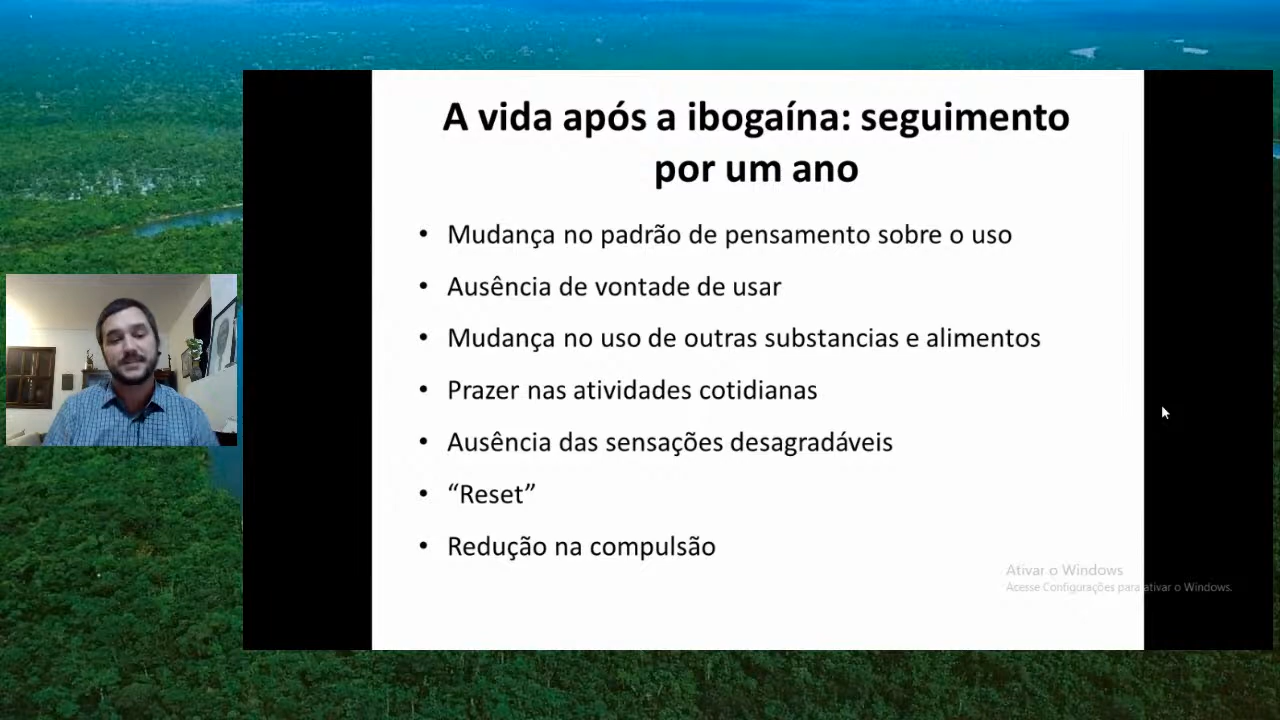 A vida após a ibogaína: seguimento
por um ano
• Mudança no padrão de pensamento sobre o uso
• Ausência de vontade de usar
• Mudança no uso de outras substancias e alimentos
• Prazer nas atividades cotidianas
• Ausência das sensações desagradáveis
• “Reset”
• Redução na compulsão
Ativar o Windows
Acesse Configurações para ativar o Windows.